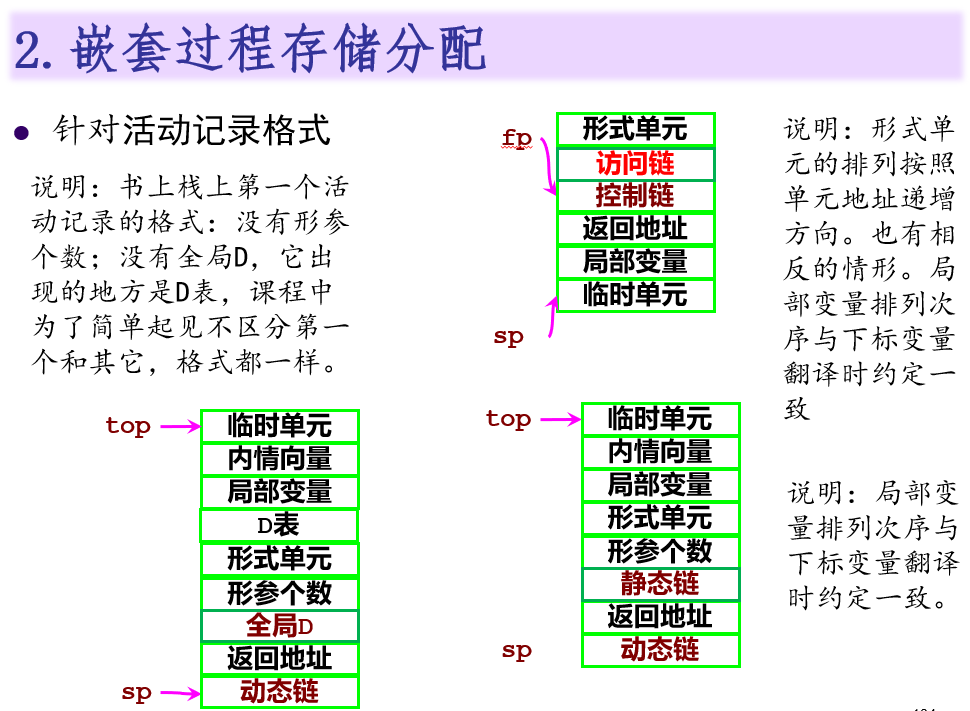 2. 嵌套过程存储分配
● 针对活动记录格式
说明：书上栈上第一个活
动记录的格式：没有形参
个数；没有全局D，它出
现的地方是D表，课程中
为了简单起见不区分第一
个和其它，格式都一样。
fp
形式单元
访问链
控制链
返回地址
局部变量
临时单元
sp
说明：形式单
元的排列按照
单元地址递增
方向。也有相
反的情形。局
部变量排列次
序与下标变量
翻译时约定一
致
top
临时单元
内情向量
局部变量
D表
形式单元
形参个数
全局D
返回地址
动态链
sp
top
临时单元
内情向量
局部变量
形式单元
形参个数
静态链
返回地址
动态链
sp
说明：局部变
量排列次序与
下标变量翻译
时约定一致。